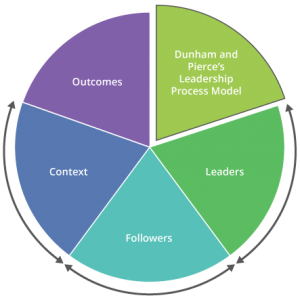 Dunham and
Pierce's
Leadership
Process Model
Outcomes
Leaders
Context
Followers